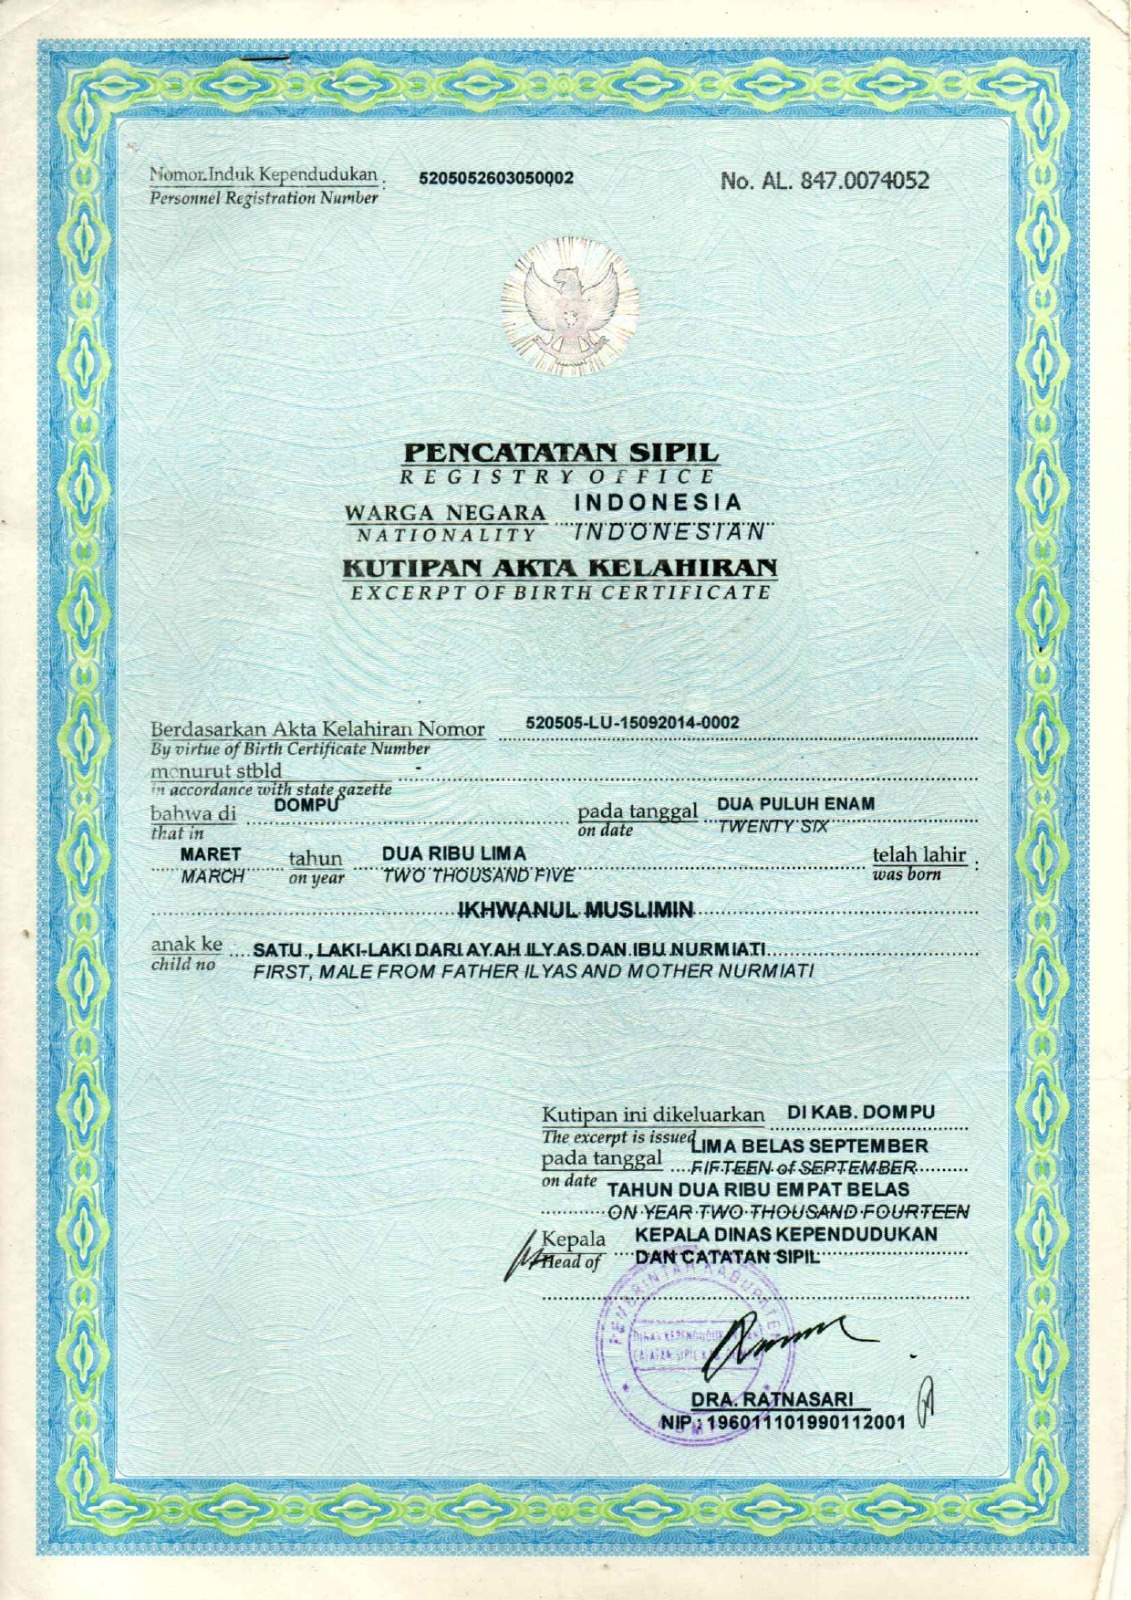 Nomor Induk Kependudukan : 5205052603050002 No. AL. 847.0074052
Personnel Registration Number
PENCATATAN SIPIL
REGISTRY OFFICE
WARGA NEGARA INDONESIA
NATIONALITY INDONESIAN
KUTIPAN AKTA KELAHIRAN
EXCERPT OF BIRTH CERTIFICATE
Berdasarkan Akta Kelahiran Nomor 520505-LU-15092014-0002
By virtue of Birth Certificate Number
menurut stbld -
in accordance with state gazette
bahwa di DOMPU pada tanggal DUA PULUH ENAM
that in on date TWENTY SIX
MARET tahun DUA RIBU LIMA telah lahir :
MARCH on year TWO THOUSAND FIVE was born
IKHWANUL MUSLIMIN
anak ke SATU , LAKI-LAKI DARI AYAH ILYAS DAN IBU NURMIATI
child no FIRST, MALE FROM FATHER ILYAS AND MOTHER NURMIATI
Kutipan ini dikeluarkan DI KAB. DOMPU
The excerpt is issued
pada tanggal LIMA BELAS SEPTEMBER
on date FIFTEEN of SEPTEMBER
TAHUN DUA RIBU EMPAT BELAS
ON YEAR TWO THOUSAND FOURTEEN
Kepala KEPALA DINAS KEPENDUDUKAN
Head of DAN CATATAN SIPIL
PEMERINTAH KABUPATEN
DINAS KEPENDUDUKAN DAN
CATATAN SIPIL
DRA. RATNASARI
NIP : 196011101990112001